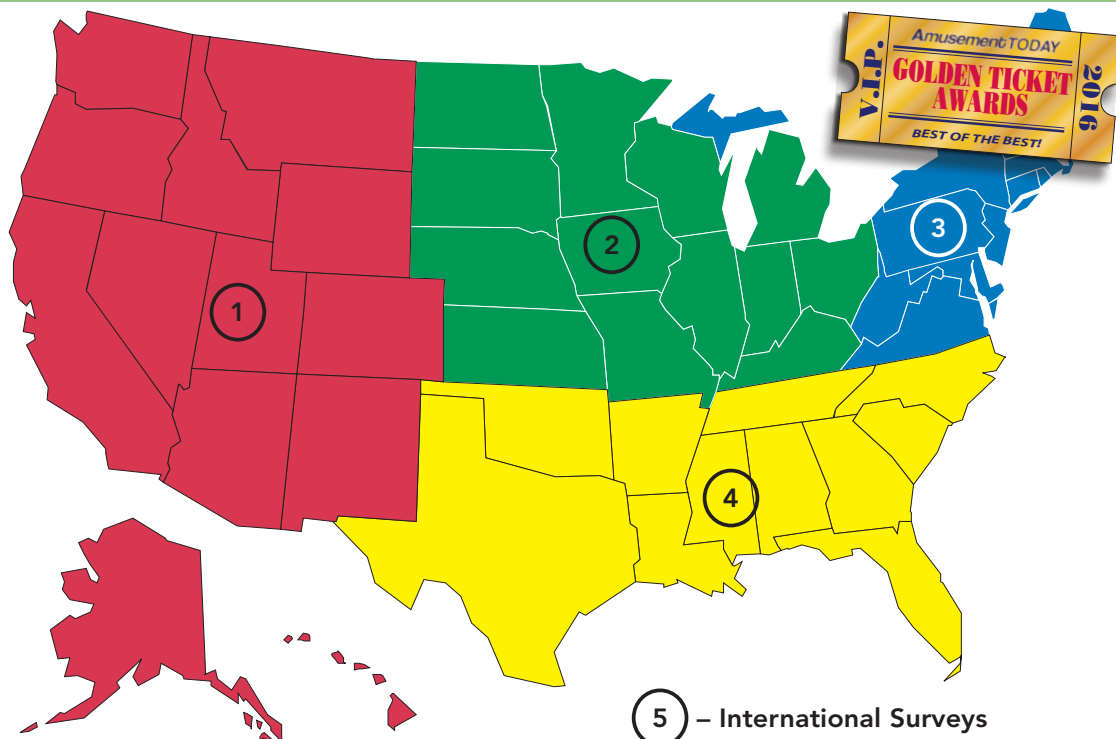 V.I.P.
Amusement TODAY
GOLDEN TICKET
AWARDS
BEST OF THE BEST!
2016
1
2
3
4
5 – International Surveys